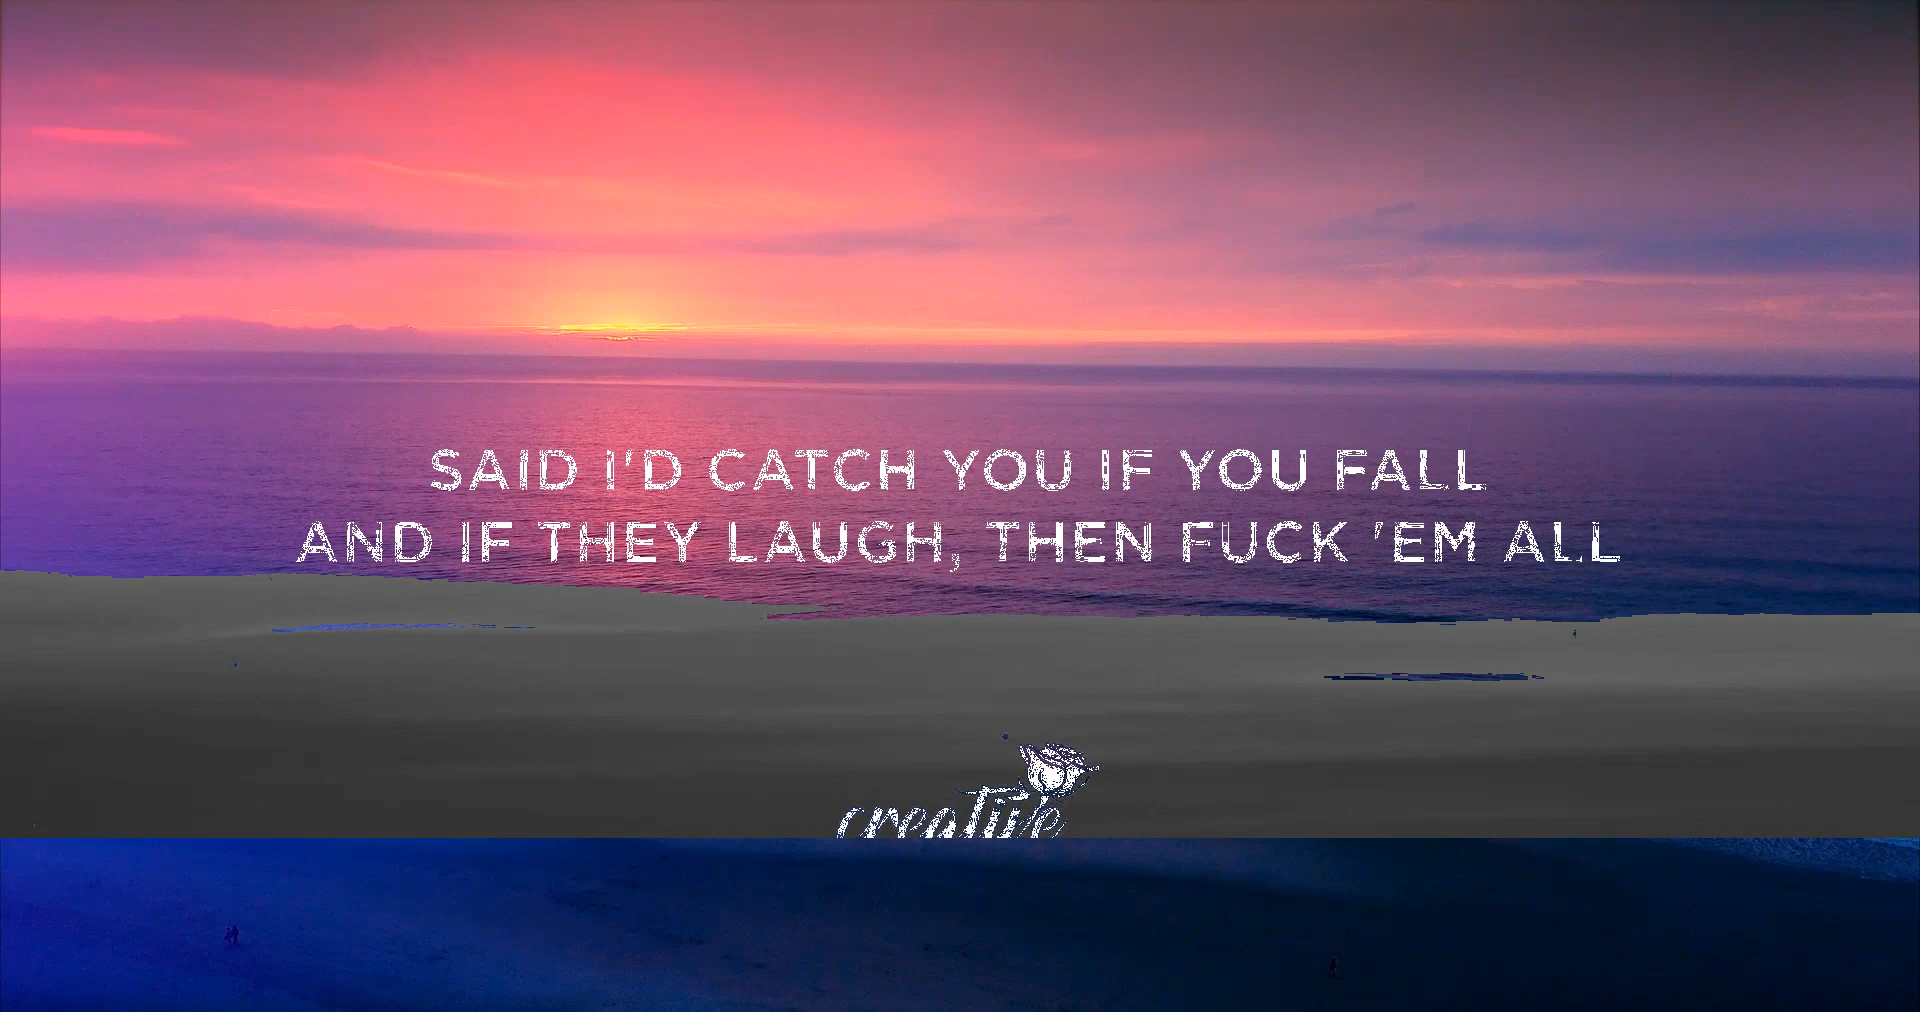 SAID I'D CATCH YOU IF YOU FALL
AND IF THEY LAUGH, THEN FUCK 'EM ALL
creative